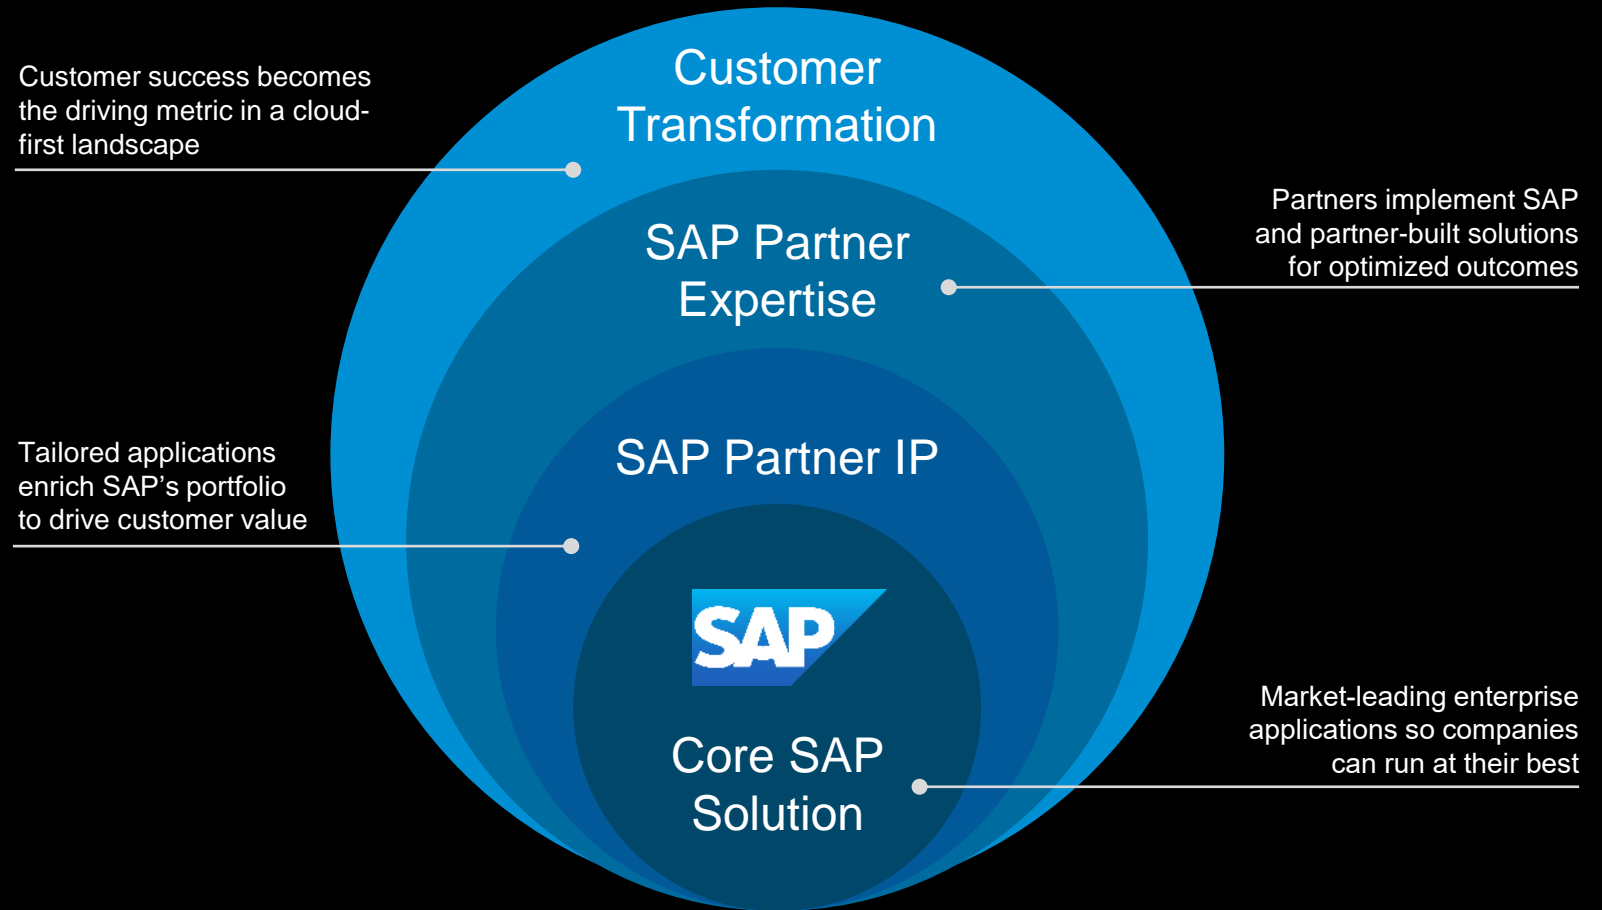 Customer
Transformation
Customer success becomes
the driving metric in a cloud-
first landscape
SAP Partner
Expertise
Partners implement SAP
and partner-built solutions
for optimized outcomes
SAP Partner IP
Tailored applications
enrich SAP’s portfolio
to drive customer value
SAP
Core SAP
Solution
Market-leading enterprise
applications so companies
can run at their best